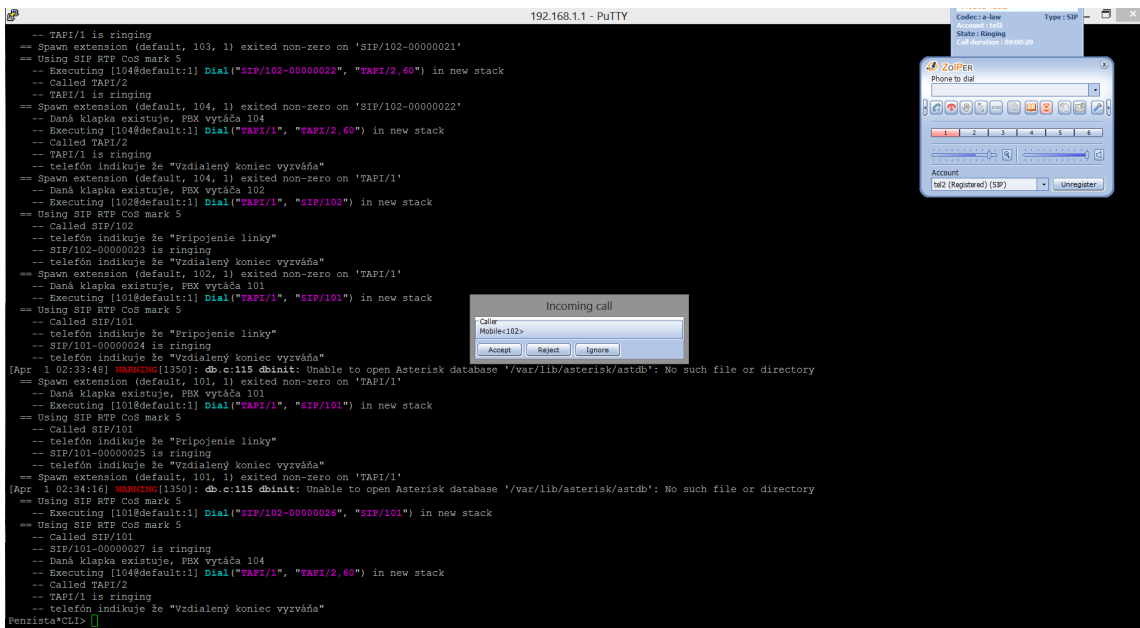 192.168.1.1 - PuTTY
-- TAPI/1 is ringing
== Spawn extension (default, 103, 1) exited non-zero on 'SIP/102-00000021'
== Using SIP RTP CoS mark 5
-- Executing [104@default:1] Dial("SIP/102-00000022", "TAPI/2,60") in new stack
-- Called TAPI/2
-- TAPI/1 is ringing
== Spawn extension (default, 104, 1) exited non-zero on 'SIP/102-00000022'
-- Daná klapka existuje, PBX vytáča 104
-- Executing [104@default:1] Dial("TAPI/1", "TAPI/2,60") in new stack
-- Called TAPI/2
-- TAPI/1 is ringing
-- telefón indikuje že "Vzdialený koniec vyzváňa"
== Spawn extension (default, 104, 1) exited non-zero on 'TAPI/1'
-- Daná klapka existuje, PBX vytáča 102
-- Executing [102@default:1] Dial("TAPI/1", "SIP/102") in new stack
== Using SIP RTP CoS mark 5
-- Called SIP/102
-- telefón indikuje že "Pripojenie linky"
-- SIP/102-00000023 is ringing
-- telefón indikuje že "Vzdialený koniec vyzváňa"
== Spawn extension (default, 102, 1) exited non-zero on 'TAPI/1'
-- Daná klapka existuje, PBX vytáča 101
-- Executing [101@default:1] Dial("TAPI/1", "SIP/101") in new stack
== Using SIP RTP CoS mark 5
-- Called SIP/101
-- telefón indikuje že "Pripojenie linky"
-- SIP/101-00000024 is ringing
-- telefón indikuje že "Vzdialený koniec vyzváňa"
[Apr  1 02:33:48] WARNING[1350]: db.c:115 dbinit: Unable to open Asterisk database '/var/lib/asterisk/astdb': No such file or directory
== Spawn extension (default, 101, 1) exited non-zero on 'TAPI/1'
-- Daná klapka existuje, PBX vytáča 101
-- Executing [101@default:1] Dial("TAPI/1", "SIP/101") in new stack
== Using SIP RTP CoS mark 5
-- Called SIP/101
-- telefón indikuje že "Pripojenie linky"
-- SIP/101-00000025 is ringing
-- telefón indikuje že "Vzdialený koniec vyzváňa"
== Spawn extension (default, 101, 1) exited non-zero on 'TAPI/1'
[Apr  1 02:34:16] WARNING[1350]: db.c:115 dbinit: Unable to open Asterisk database '/var/lib/asterisk/astdb': No such file or directory
== Using SIP RTP CoS mark 5
-- Executing [101@default:1] Dial("SIP/102-00000026", "SIP/101") in new stack
== Using SIP RTP CoS mark 5
-- Called SIP/101
-- SIP/101-00000027 is ringing
-- Daná klapka existuje, PBX vytáča 104
-- Executing [104@default:1] Dial("TAPI/1", "TAPI/2,60") in new stack
-- Called TAPI/2
-- TAPI/1 is ringing
-- telefón indikuje že "Vzdialený koniec vyzváňa"
Penzista*CLI>
Incoming call
Caller
Mobile<102>
Accept Reject Ignore
Codec : a-law Type : SIP
Account : tel2
State : Ringing
Call duration : 00:00:20
ZOIPER
Phone to dial
1 2 3 4 5 6
Account
tel2 (Registered) (SIP) Unregister